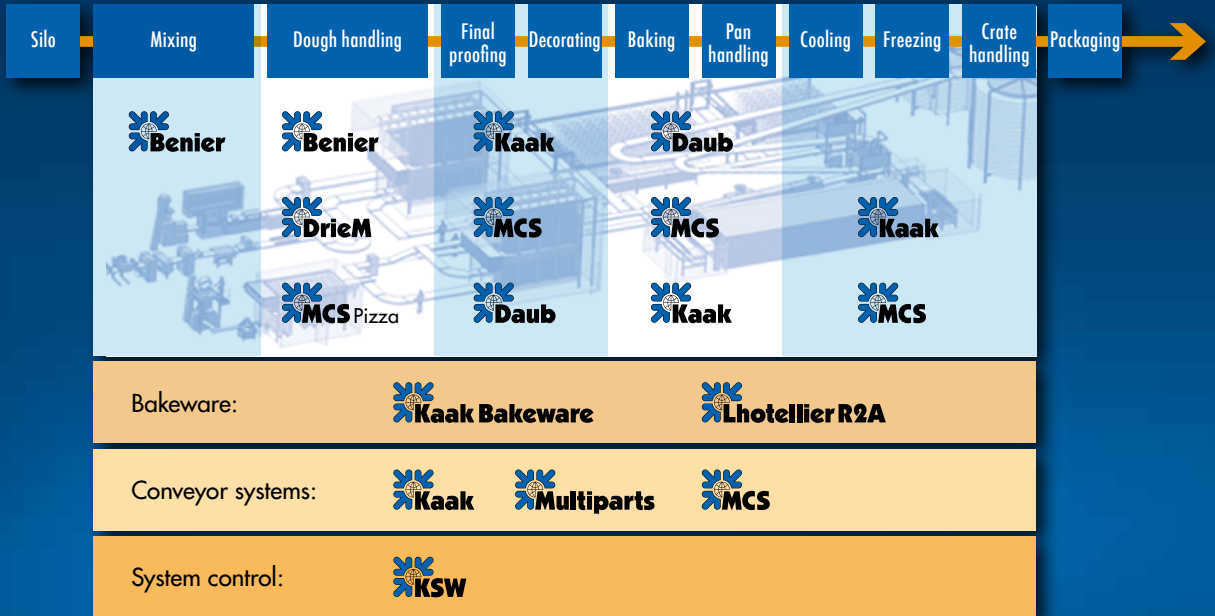 Silo
Mixing
Dough handling
Final
proofing
Decorating
Baking
Pan
handling
Cooling
Freezing
Crate
handling
Packaging
Benier
Benier
Kaak
Daub
DrieM
MCS
MCS
Kaak
MCS Pizza
Daub
Kaak
MCS
Bakeware:
Kaak Bakeware
Lhotellier R2A
Conveyor systems:
Kaak
Multiparts
MCS
System control:
KSW